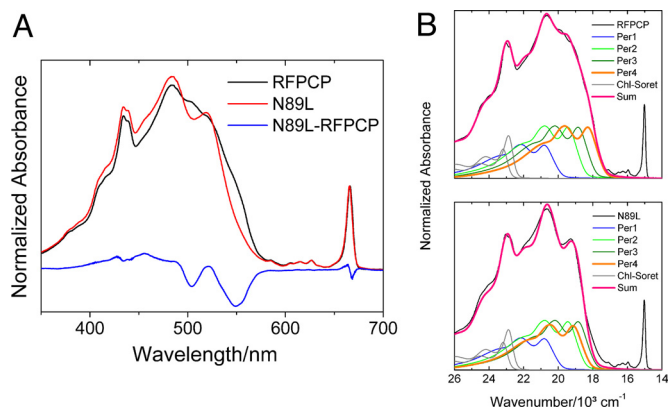 A
RFPCP
N89L
N89L-RFPCP
Normalized Absorbance
400
500
600
700
Wavelength/nm
B
RFPCP
Per1
Per2
Per3
Per4
Chl-Soret
Sum
N89L
Per1
Per2
Per3
Per4
Chl-Soret
Sum
Normalized Absorbance
26 24 22 20 18 16 14
Wavenumber/10³ cm⁻¹